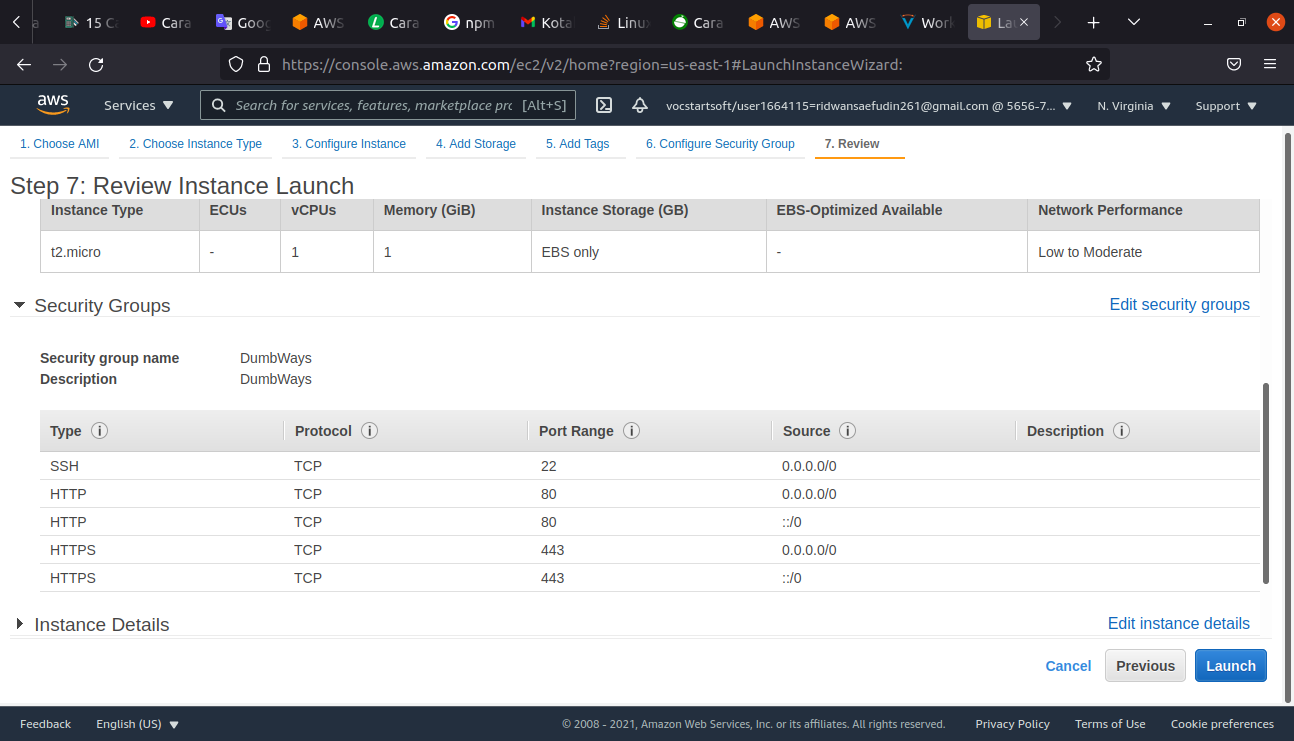 15 Ca
Cara
Goog
AWS
Cara
npm
Kota
Linux
Cara
AWS
AWS
Work
La
https://console.aws.amazon.com/ec2/v2/home?region=us-east-1#LaunchInstanceWizard:
aws
Services
Search for services, features, marketplace pro
[Alt+S]
vocstartsoft/user1664115=ridwansaefudin261@gmail.com @ 5656-7...
N. Virginia
Support
1. Choose AMI
2. Choose Instance Type
3. Configure Instance
4. Add Storage
5. Add Tags
6. Configure Security Group
7. Review
Step 7: Review Instance Launch
Instance Type ECUs vCPUs Memory (GiB) Instance Storage (GB) EBS-Optimized Available Network Performance
t2.micro - 1 1 EBS only - Low to Moderate
Security Groups
Edit security groups
Security group name DumbWays
Description DumbWays
Type Protocol Port Range Source Description
SSH TCP 22 0.0.0.0/0
HTTP TCP 80 0.0.0.0/0
HTTP TCP 80 ::/0
HTTPS TCP 443 0.0.0.0/0
HTTPS TCP 443 ::/0
Instance Details
Edit instance details
Cancel
Previous
Launch
Feedback
English (US)
© 2008 - 2021, Amazon Web Services, Inc. or its affiliates. All rights reserved.
Privacy Policy
Terms of Use
Cookie preferences